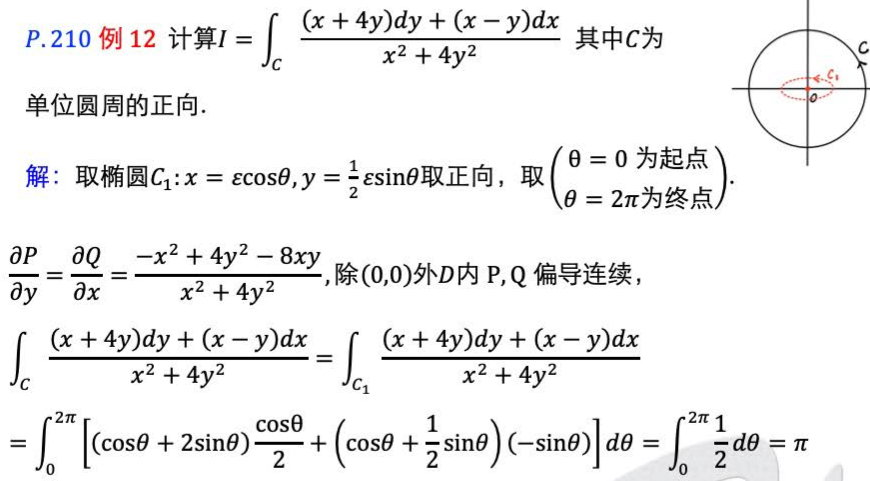 P.210 例 12 计算I = ∫_C ((x + 4y)dy + (x − y)dx)/(x² + 4y²) 其中C为
单位圆周的正向.
C
C₁
0
解：取椭圆C₁: x = εcosθ, y = ½εsinθ取正向，取(θ = 0 为起点
θ = 2π为终点).
∂P/∂y = ∂Q/∂x = (−x² + 4y² − 8xy)/(x² + 4y²), 除(0,0)外D内 P, Q 偏导连续，
∫_C ((x + 4y)dy + (x − y)dx)/(x² + 4y²) = ∫_C₁ ((x + 4y)dy + (x − y)dx)/(x² + 4y²)
= ∫₀^2π [(cosθ + 2sinθ) cosθ/2 + (cosθ + ½sinθ)(−sinθ)] dθ = ∫₀^2π ½ dθ = π